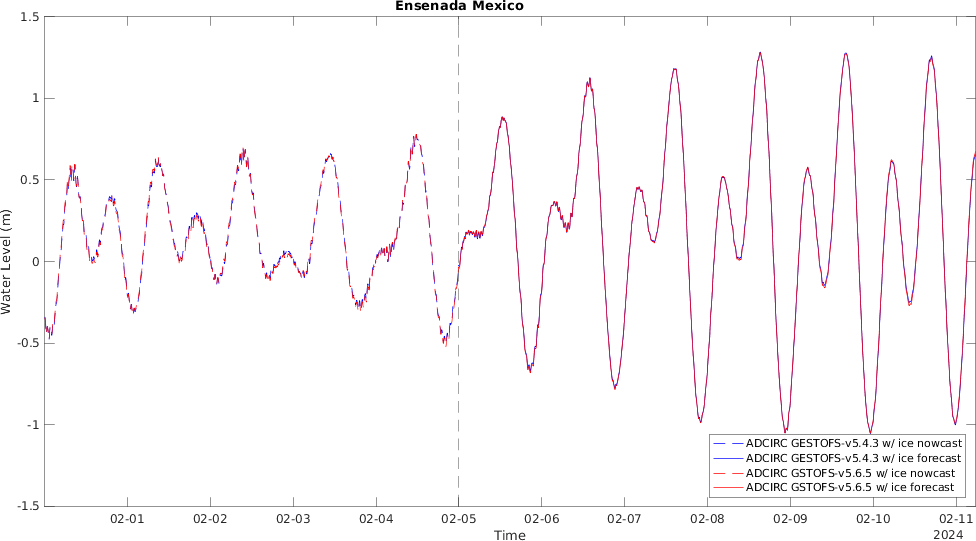 Ensenada Mexico
1.5
1
0.5
0
-0.5
-1
-1.5
Water Level (m)
ADCIRC GESTOFS-v5.4.3 w/ ice nowcast
ADCIRC GESTOFS-v5.4.3 w/ ice forecast
ADCIRC GSTOFS-v5.6.5 w/ ice nowcast
ADCIRC GSTOFS-v5.6.5 w/ ice forecast
02-01 02-02 02-03 02-04 02-05 02-06 02-07 02-08 02-09 02-10 02-11
Time
2024